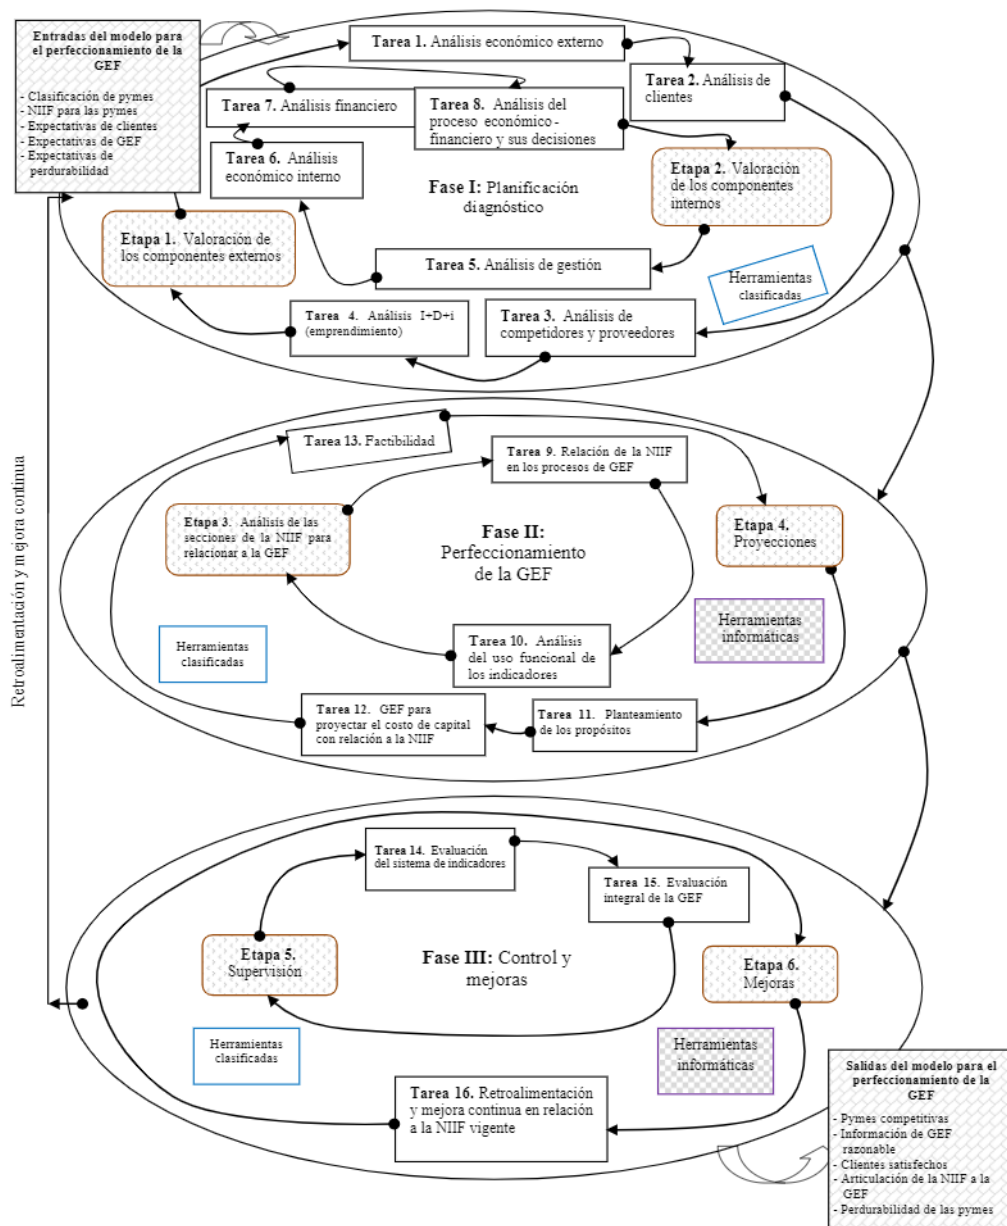 Entradas del modelo para
el perfeccionamiento de la
GEF
- Clasificación de pymes
- NIIF para las pymes
- Expectativas de clientes
- Expectativas de GEF
- Expectativas de
perdurabilidad
Tarea 1. Análisis económico externo
Tarea 2. Análisis de
clientes
Tarea 7. Análisis financiero
Tarea 8. Análisis del
proceso económico-
financiero y sus decisiones
Tarea 6. Análisis
económico interno
Etapa 2. Valoración
de los componentes
internos
Fase I: Planificación
diagnóstico
Etapa 1. Valoración de
los componentes externos
Tarea 5. Análisis de gestión
Herramientas
clasificadas
Tarea 4. Análisis I+D+i
(emprendimiento)
Tarea 3. Análisis de
competidores y proveedores
Retroalimentación y mejora continua
Tarea 13. Factibilidad
Tarea 9. Relación de la NIIF
en los procesos de GEF
Etapa 3. Análisis de las
secciones de la NIIF para
relacionar a la GEF
Fase II:
Perfeccionamiento
de la GEF
Etapa 4.
Proyecciones
Herramientas
clasificadas
Tarea 10. Análisis
del uso funcional de
los indicadores
Herramientas
informáticas
Tarea 12. GEF para
proyectar el costo de capital
con relación a la NIIF
Tarea 11. Planteamiento
de los propósitos
Tarea 14. Evaluación
del sistema de indicadores
Tarea 15. Evaluación
integral de la GEF
Etapa 5.
Supervisión
Fase III: Control y
mejoras
Etapa 6.
Mejoras
Herramientas
clasificadas
Herramientas
informáticas
Tarea 16. Retroalimentación
y mejora continua en relación
a la NIIF vigente
Salidas del modelo para el
perfeccionamiento de la
GEF
- Pymes competitivas
- Información de GEF
razonable
- Clientes satisfechos
- Articulación de la NIIF a la
GEF
- Perdurabilidad de las pymes